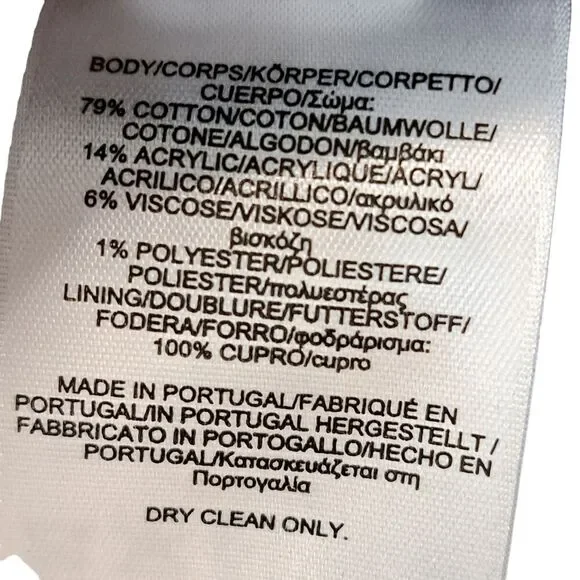 BODY/CORPS/KÖRPER/CORPETTO/
CUERPO/Σώμα:
79% COTTON/COTON/BAUMWOLLE/
COTONE/ALGODON/βαμβάκι
14% ACRYLIC/ACRYLIQUE/ACRYL/
ACRILICO/ACRILLICO/ακρυλικό
6% VISCOSE/VISKOSE/VISCOSA/
βισκόζη
1% POLYESTER/POLIESTERE/
POLIESTER/πολυεστέρας
LINING/DOUBLURE/FUTTERSTOFF/
FODERA/FORRO/φοδράρισμα:
100% CUPRO/cupro
MADE IN PORTUGAL/FABRIQUÉ EN
PORTUGAL/IN PORTUGAL HERGESTELLT /
FABBRICATO IN PORTOGALLO/HECHO EN
PORTUGAL/Κατασκευάζεται στη
Πορτογαλία
DRY CLEAN ONLY.